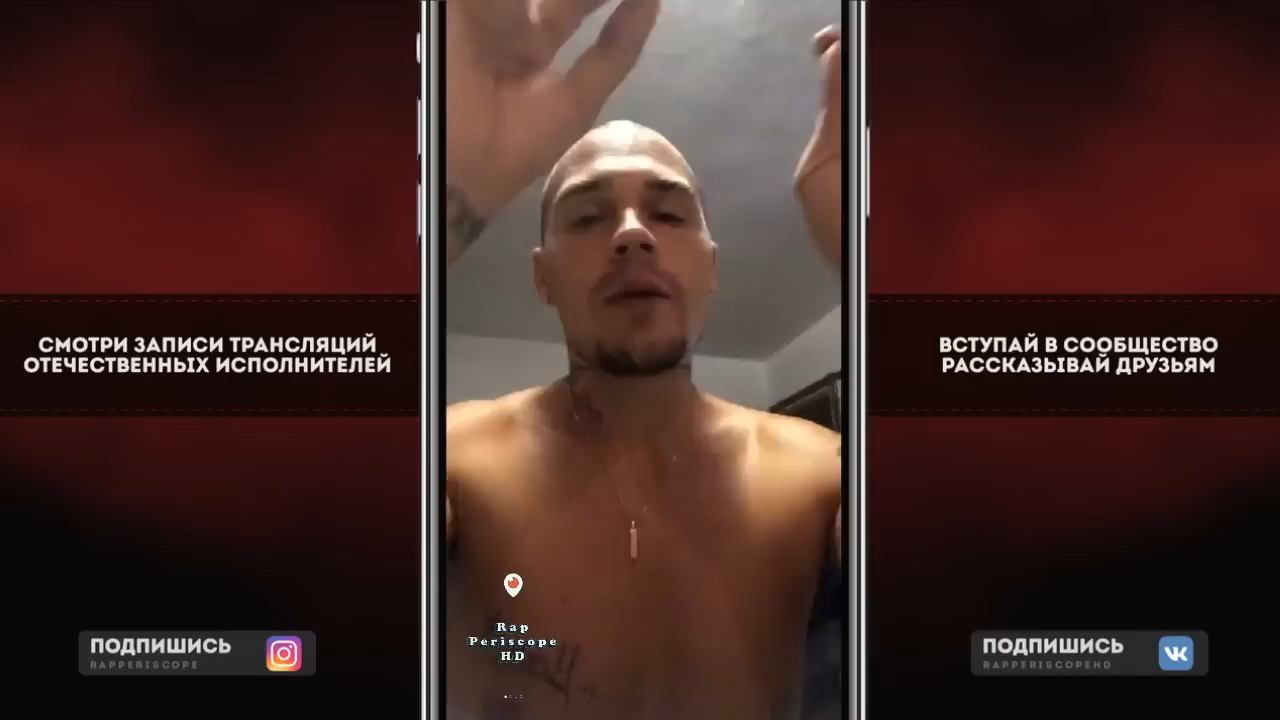 СМОТРИ ЗАПИСИ ТРАНСЛЯЦИЙ
ОТЕЧЕСТВЕННЫХ ИСПОЛНИТЕЛЕЙ
ВСТУПАЙ В СООБЩЕСТВО
РАССКАЗЫВАЙ ДРУЗЬЯМ
Rap
Periscope
HD
ПОДПИШИСЬ
RAPPERISCOPE
ПОДПИШИСЬ
RAPPERISCOPEHD